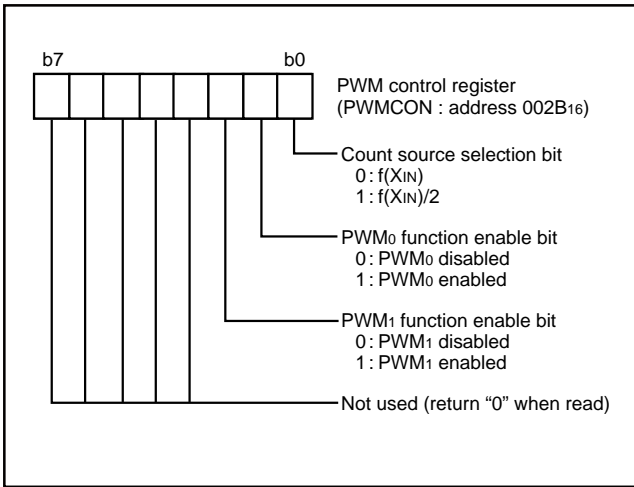 b7 b0
PWM control register
(PWMCON : address 002B16)
Count source selection bit
0 : f(XIN)
1 : f(XIN)/2
PWM0 function enable bit
0 : PWM0 disabled
1 : PWM0 enabled
PWM1 function enable bit
0 : PWM1 disabled
1 : PWM1 enabled
Not used (return “0” when read)